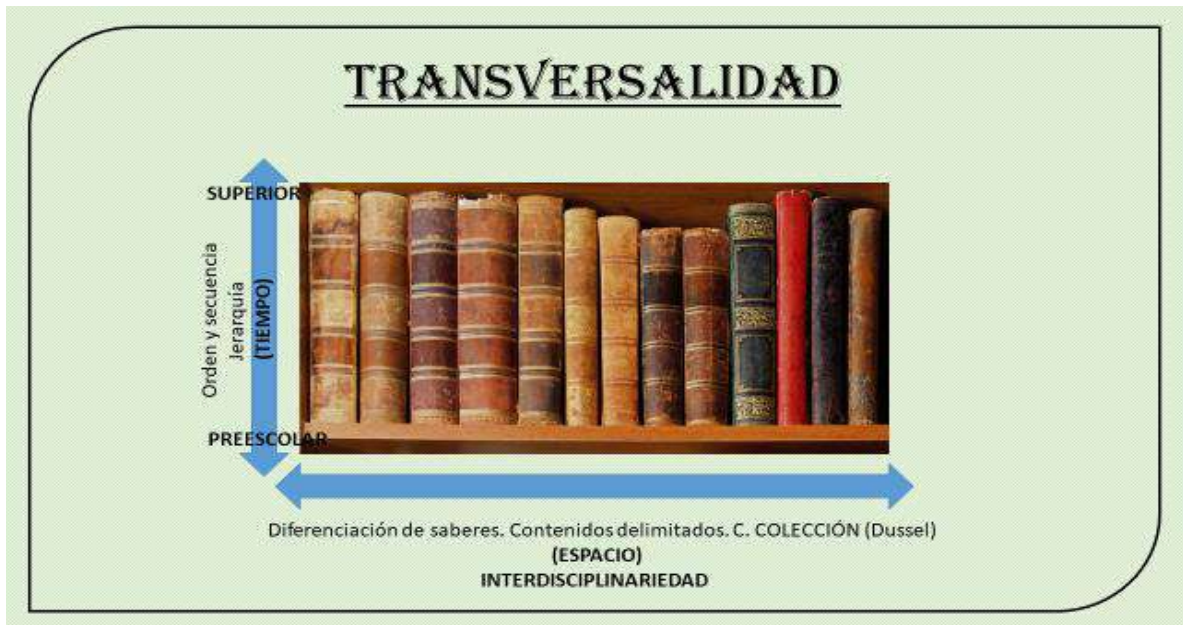 TRANSVERSALIDAD
SUPERIOR
Orden y secuencia
Jerarquía
(TIEMPO)
PREESCOLAR
Diferenciación de saberes. Contenidos delimitados. C. COLECCIÓN (Dussel)
(ESPACIO)
INTERDISCIPLINARIEDAD